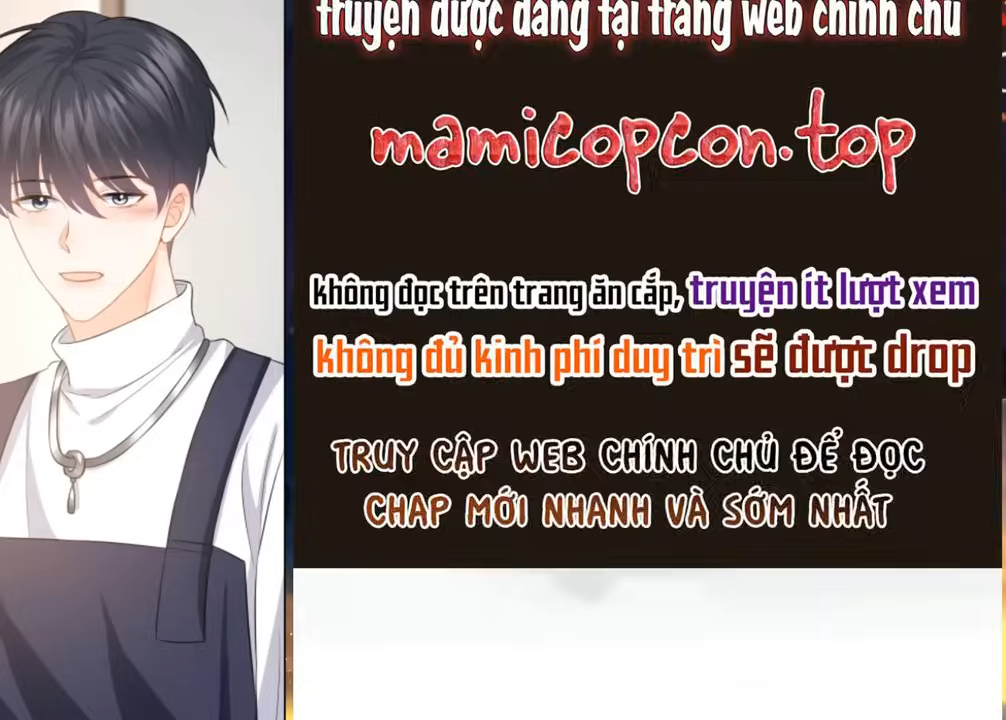 truyện được đăng tại trang web chính chủ
mamicopcon.top
không đọc trên trang ăn cắp, truyện ít lượt xem
không đủ kinh phí duy trì sẽ được drop
TRUY CẬP WEB CHÍNH CHỦ ĐỂ ĐỌC
CHAP MỚI NHANH VÀ SỚM NHẤT